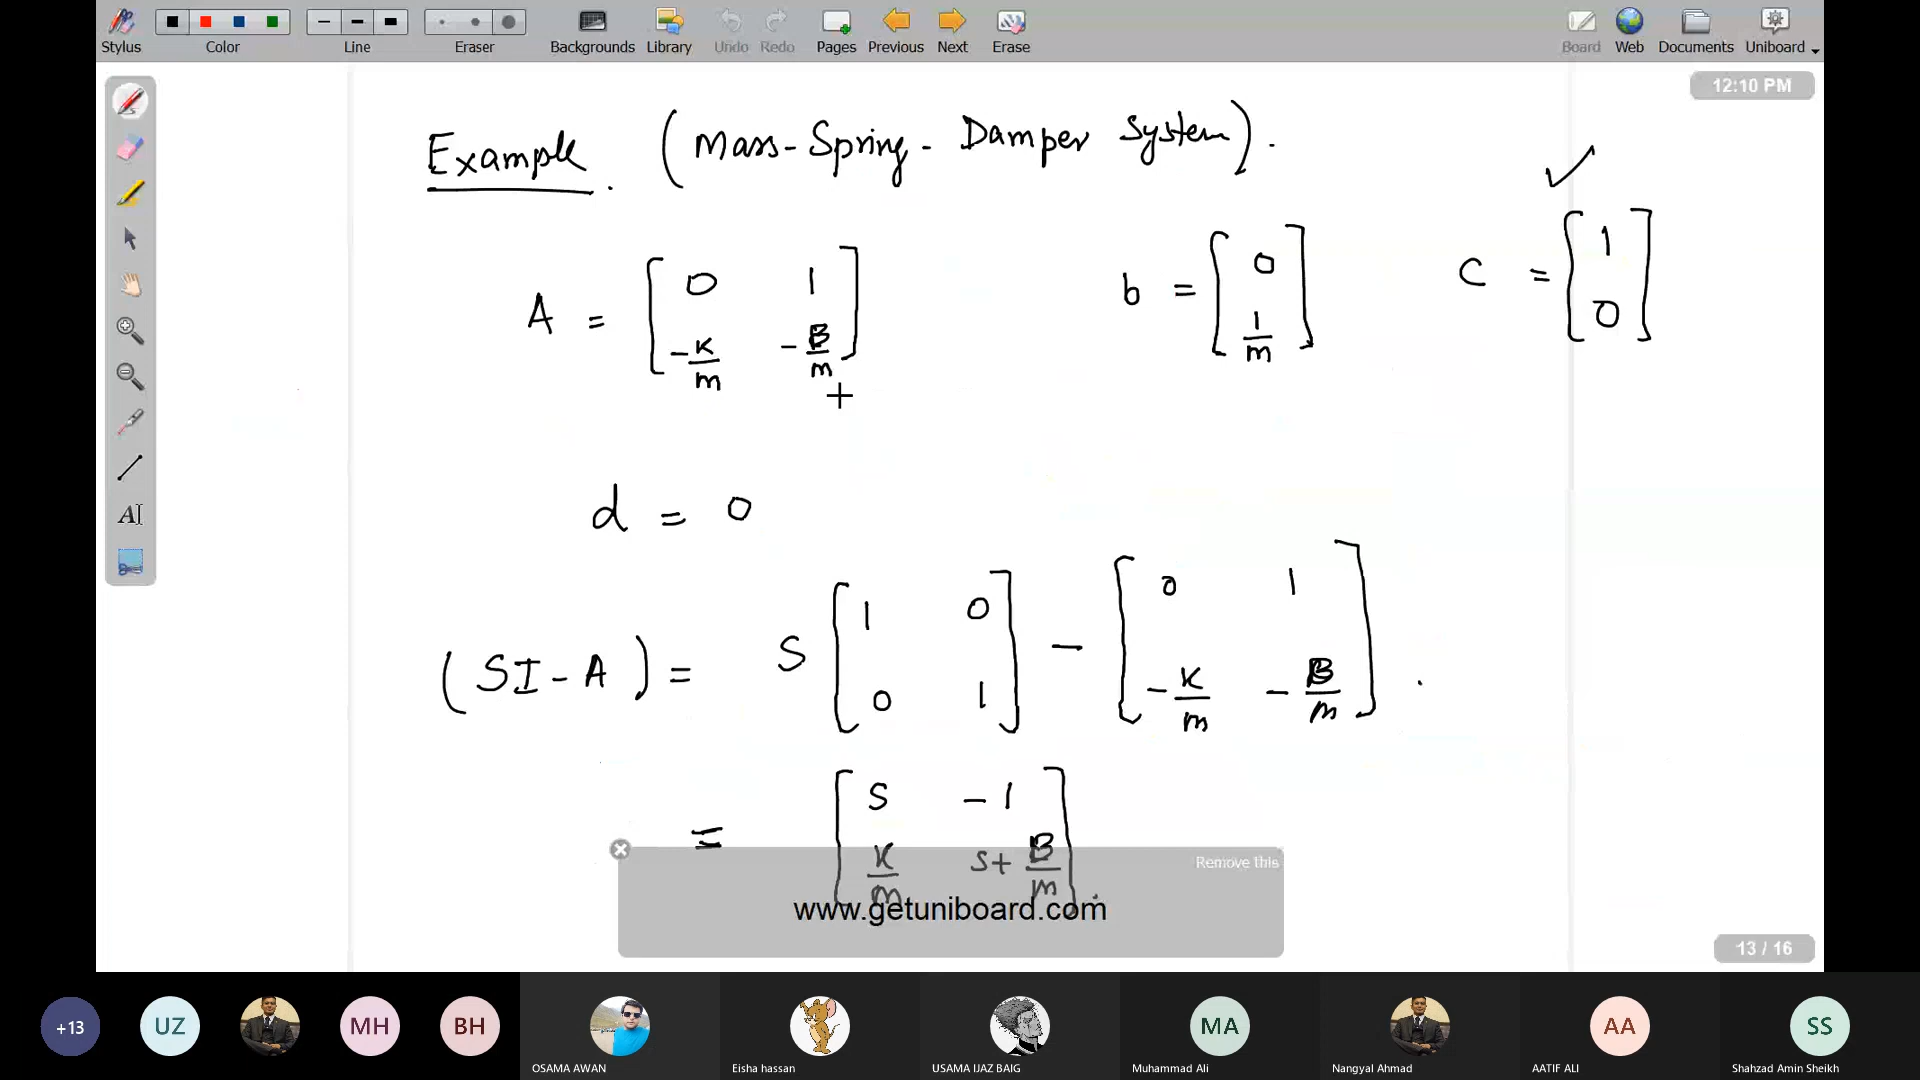 Stylus Color Line Eraser Backgrounds Library Undo Redo Pages Previous Next Erase Board Web Documents Uniboard
12:10 PM
Example. (Mass-Spring-Damper System).
A = [0 1; -K/m -B/m] b = [0; 1/m] c = [1; 0] ✓
d = 0
(SI - A) = S [1 0; 0 1] - [0 1; -K/m -B/m].
= [S -1; K/m S+ B/m].
Remove this
www.getuniboard.com
13 / 16
+13 UZ MH BH MA AA SS
OSAMA AWAN Eisha hassan USAMA IJAZ BAIG Muhammad Ali Nangyal Ahmad AATIF ALI Shahzad Amin Sheikh